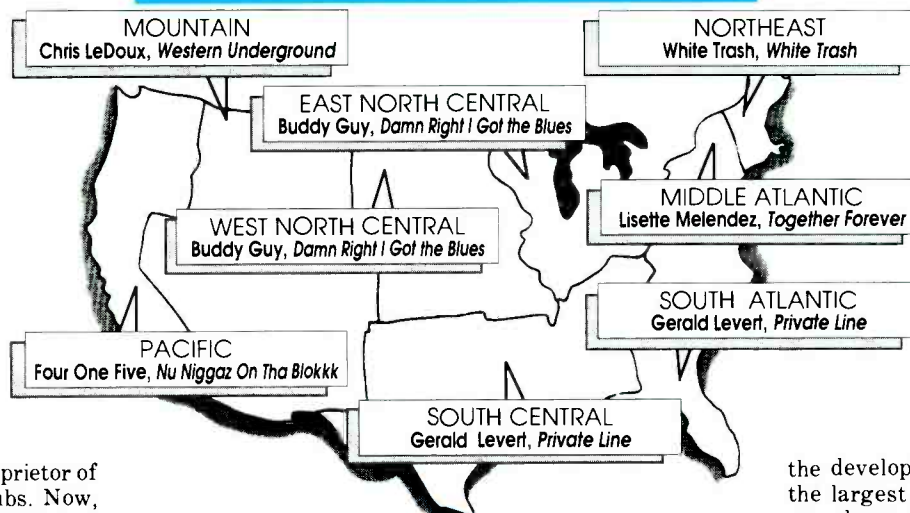 MOUNTAIN
Chris LeDoux, Western Underground
NORTHEAST
White Trash, White Trash
EAST NORTH CENTRAL
Buddy Guy, Damn Right I Got the Blues
WEST NORTH CENTRAL
Buddy Guy, Damn Right I Got the Blues
MIDDLE ATLANTIC
Lisette Melendez, Together Forever
SOUTH ATLANTIC
Gerald Levert, Private Line
PACIFIC
Four One Five, Nu Niggaz On Tha Blokkk
SOUTH CENTRAL
Gerald Levert, Private Line
prietor of
ubs. Now,
the develop
the largest